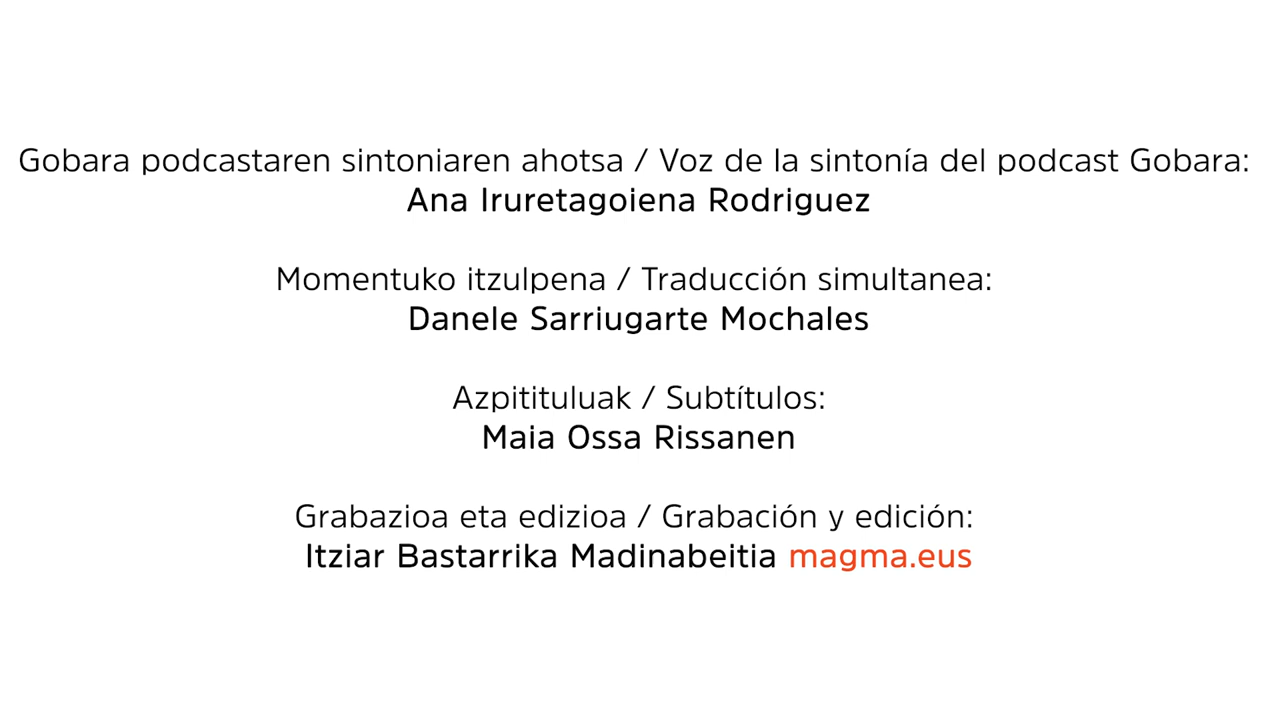 Gobara podcastaren sintoniaren ahotsa / Voz de la sintonía del podcast Gobara:
Ana Iruretagoiena Rodriguez
Momentuko itzulpena / Traducción simultanea:
Danele Sarriugarte Mochales
Azpitituluak / Subtítulos:
Maia Ossa Rissanen
Grabazioa eta edizioa / Grabación y edición:
Itziar Bastarrika Madinabeitia magma.eus